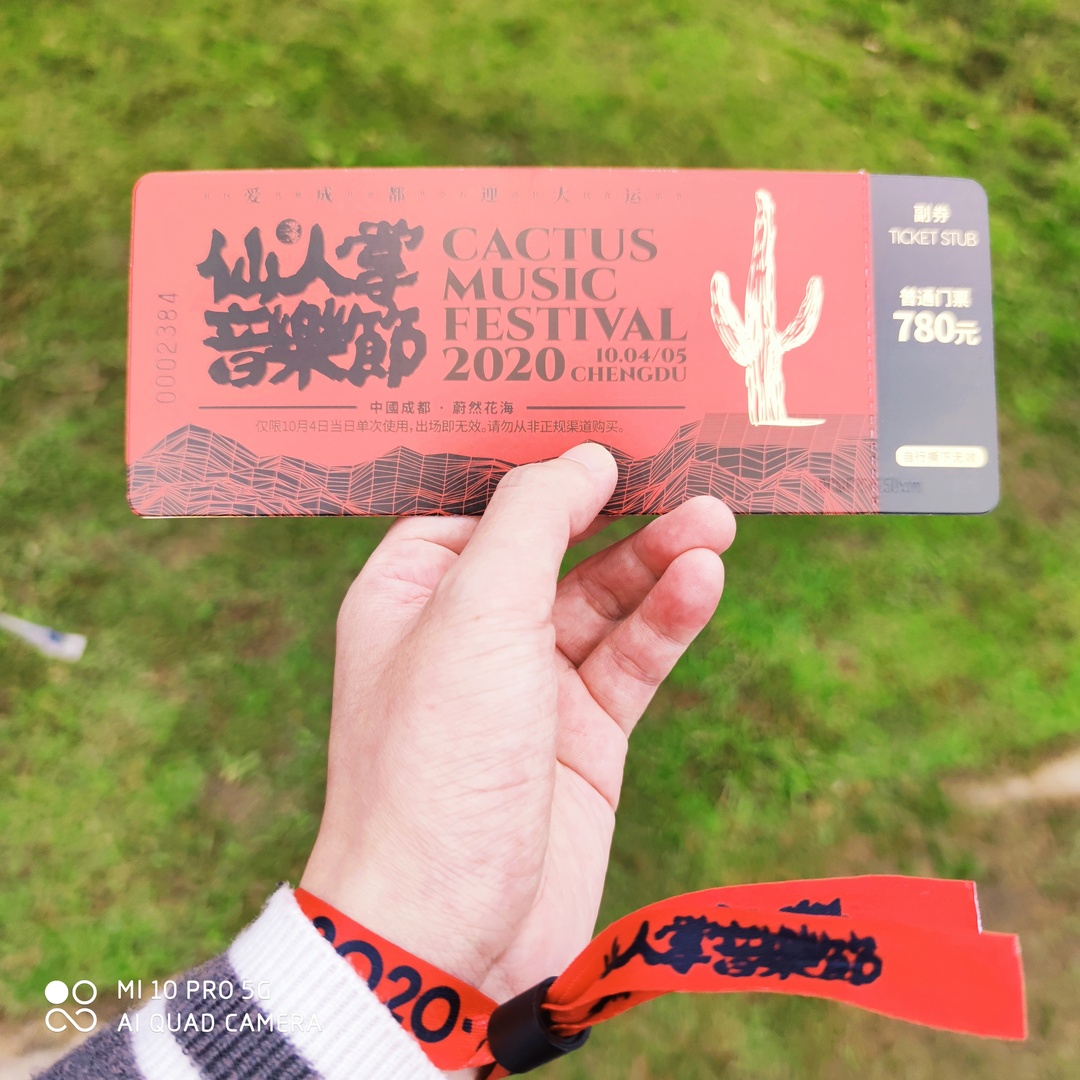 爱成都迎大运
仙人掌
音樂節
CACTUS
MUSIC
FESTIVAL
2020 10.04/05
CHENGDU
中國成都 · 蔚然花海
仅限10月4日当日单次使用,出场即无效。请勿从非正规渠道购买。
0002384
副券
TICKET STUB
普通门票
780元
自行撕下无效
2020·
人掌音樂節
MI 10 PRO 5G
AI QUAD CAMERA